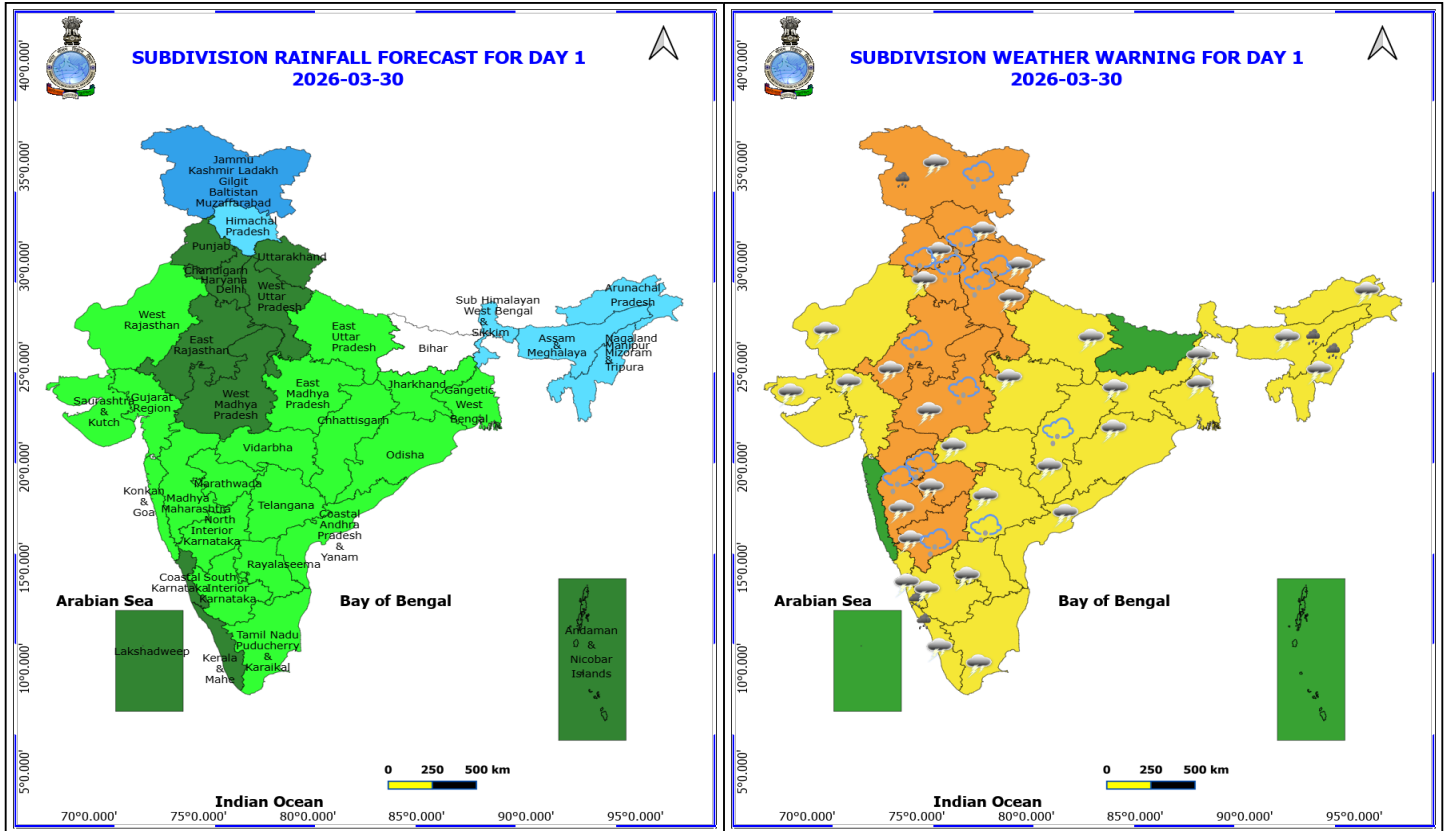 SUBDIVISION RAINFALL FORECAST FOR DAY 1
2026-03-30
40°0.000'
35°0.000'
30°0.000'
25°0.000'
20°0.000'
15°0.000'
10°0.000'
5°0.000'
Jammu
Kashmir Ladakh
Gilgit
Baltistan
Muzaffarabad
Himachal
Pradesh
Punjab
Uttarakhand
Chandigarh
Haryana
Delhi
West
Uttar
Pradesh
West
Rajasthan
East
Rajasthan
East
Uttar
Pradesh
Bihar
Sub Himalayan
West Bengal
&
Sikkim
Arunachal
Pradesh
Assam
&
Meghalaya
Nagaland
Manipur
Mizoram
&
Tripura
Saurashtra
&
Kutch
Gujarat
Region
West
Madhya
Pradesh
East
Madhya
Pradesh
Jharkhand
Gangetic
West
Bengal
Chhattisgarh
Vidarbha
Odisha
Konkan
&
Goa
Madhya
Maharashtra
Marathwada
Telangana
North
Interior
Karnataka
Coastal
Andhra
Pradesh
&
Yanam
Rayalaseema
Coastal
Karnataka
South
Interior
Karnataka
Arabian Sea
Bay of Bengal
Lakshadweep
Kerala
&
Mahe
Tamil Nadu
Puducherry
&
Karaikal
Andaman
&
Nicobar
Islands
0 250 500 km
Indian Ocean
70°0.000' 75°0.000' 80°0.000' 85°0.000' 90°0.000' 95°0.000'
SUBDIVISION WEATHER WARNING FOR DAY 1
2026-03-30
40°0.000'
35°0.000'
30°0.000'
25°0.000'
20°0.000'
15°0.000'
10°0.000'
5°0.000'
Arabian Sea
Bay of Bengal
0 250 500 km
Indian Ocean
70°0.000' 75°0.000' 80°0.000' 85°0.000' 90°0.000' 95°0.000'